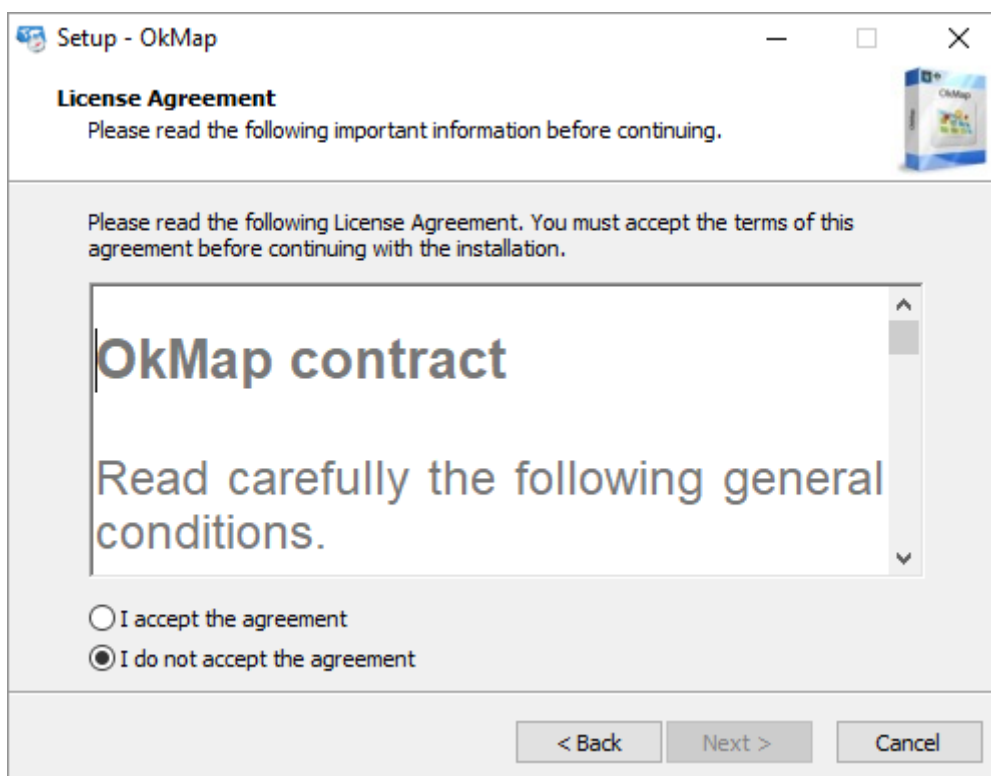 Setup - OkMap
License Agreement
Please read the following important information before continuing.
OkMap
Please read the following License Agreement. You must accept the terms of this
agreement before continuing with the installation.
OkMap contract
Read carefully the following general
conditions.
I accept the agreement
I do not accept the agreement
< Back
Next >
Cancel